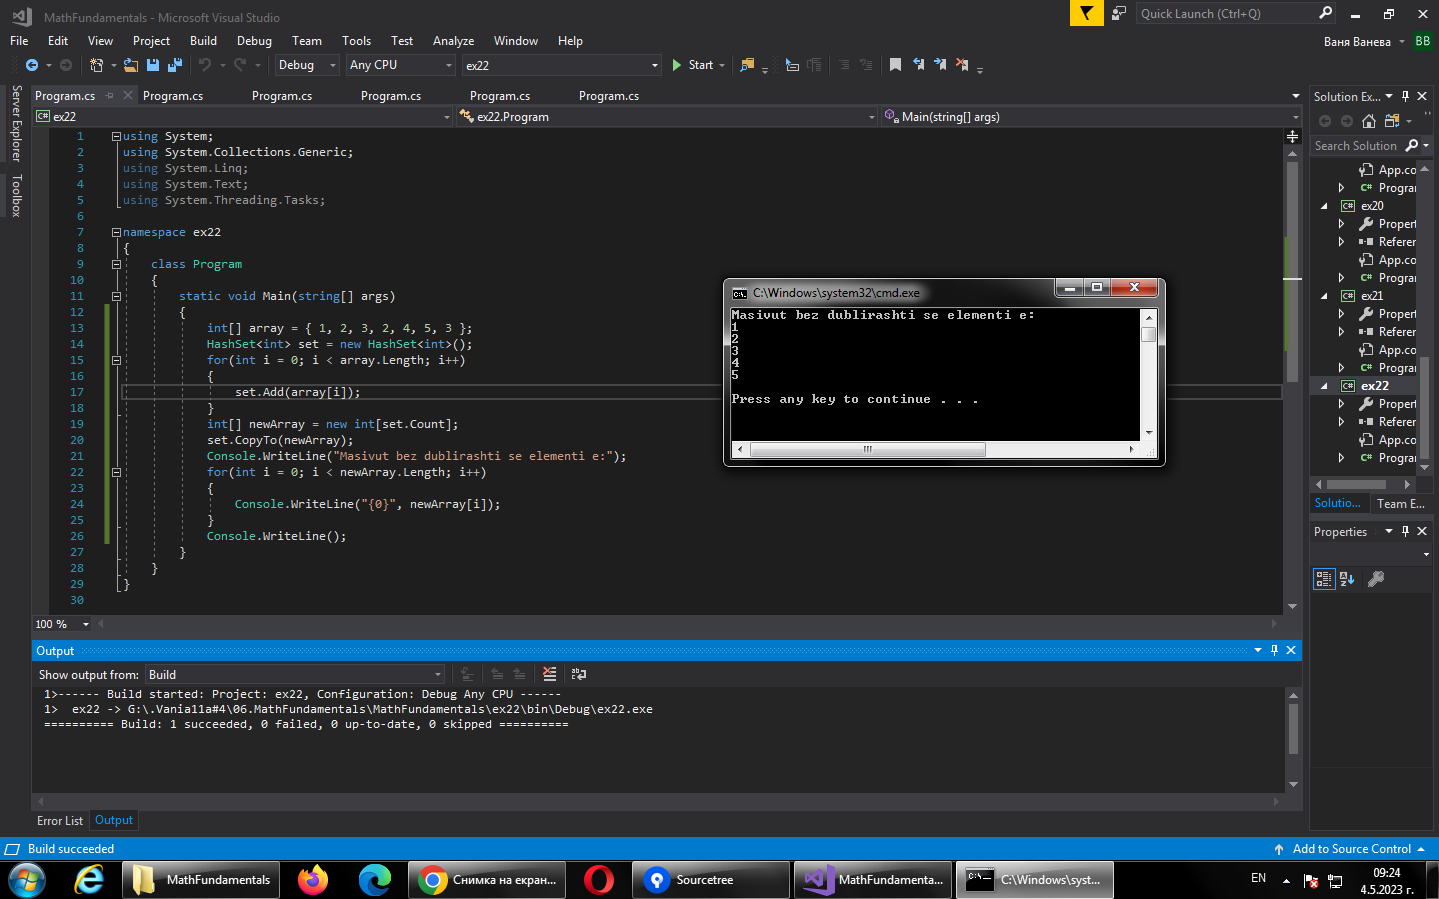 MathFundamentals - Microsoft Visual Studio
Quick Launch (Ctrl+Q)
File Edit View Project Build Debug Team Tools Test Analyze Window Help
Ваня Ванева BB
Debug Any CPU ex22 Start
Server Explorer
Toolbox
Program.cs Program.cs Program.cs Program.cs Program.cs Program.cs
ex22 ex22.Program Main(string[] args)
1 using System;
2 using System.Collections.Generic;
3 using System.Linq;
4 using System.Text;
5 using System.Threading.Tasks;
6
7 namespace ex22
8 {
9 class Program
10 {
11 static void Main(string[] args)
12 {
13 int[] array = { 1, 2, 3, 2, 4, 5, 3 };
14 HashSet<int> set = new HashSet<int>();
15 for(int i = 0; i < array.Length; i++)
16 {
17 set.Add(array[i]);
18 }
19 int[] newArray = new int[set.Count];
20 set.CopyTo(newArray);
21 Console.WriteLine("Masivut bez dublirashti se elementi e:");
22 for(int i = 0; i < newArray.Length; i++)
23 {
24 Console.WriteLine("{0}", newArray[i]);
25 }
26 Console.WriteLine();
27 }
28 }
29 }
30
100 %
C:\Windows\system32\cmd.exe
Masivut bez dublirashti se elementi e:
1
2
3
4
5
Press any key to continue . . .
Solution Ex...
Search Solution
App.co
C# Progra
C# ex20
Propert
Referer
App.co
C# Progra
C# ex21
Propert
Referer
App.co
C# Progra
C# ex22
Propert
Referer
App.co
C# Progra
Solutio... Team E...
Properties
Output
Show output from: Build
1>------ Build started: Project: ex22, Configuration: Debug Any CPU ------
1> ex22 -> G:\.Vania11a#4\06.MathFundamentals\MathFundamentals\ex22\bin\Debug\ex22.exe
========== Build: 1 succeeded, 0 failed, 0 up-to-date, 0 skipped ==========
Error List Output
Build succeeded
Add to Source Control
MathFundamentals
Снимка на екран...
Sourcetree
MathFundamenta...
C:\Windows\syst...
EN
09:24
4.5.2023 г.